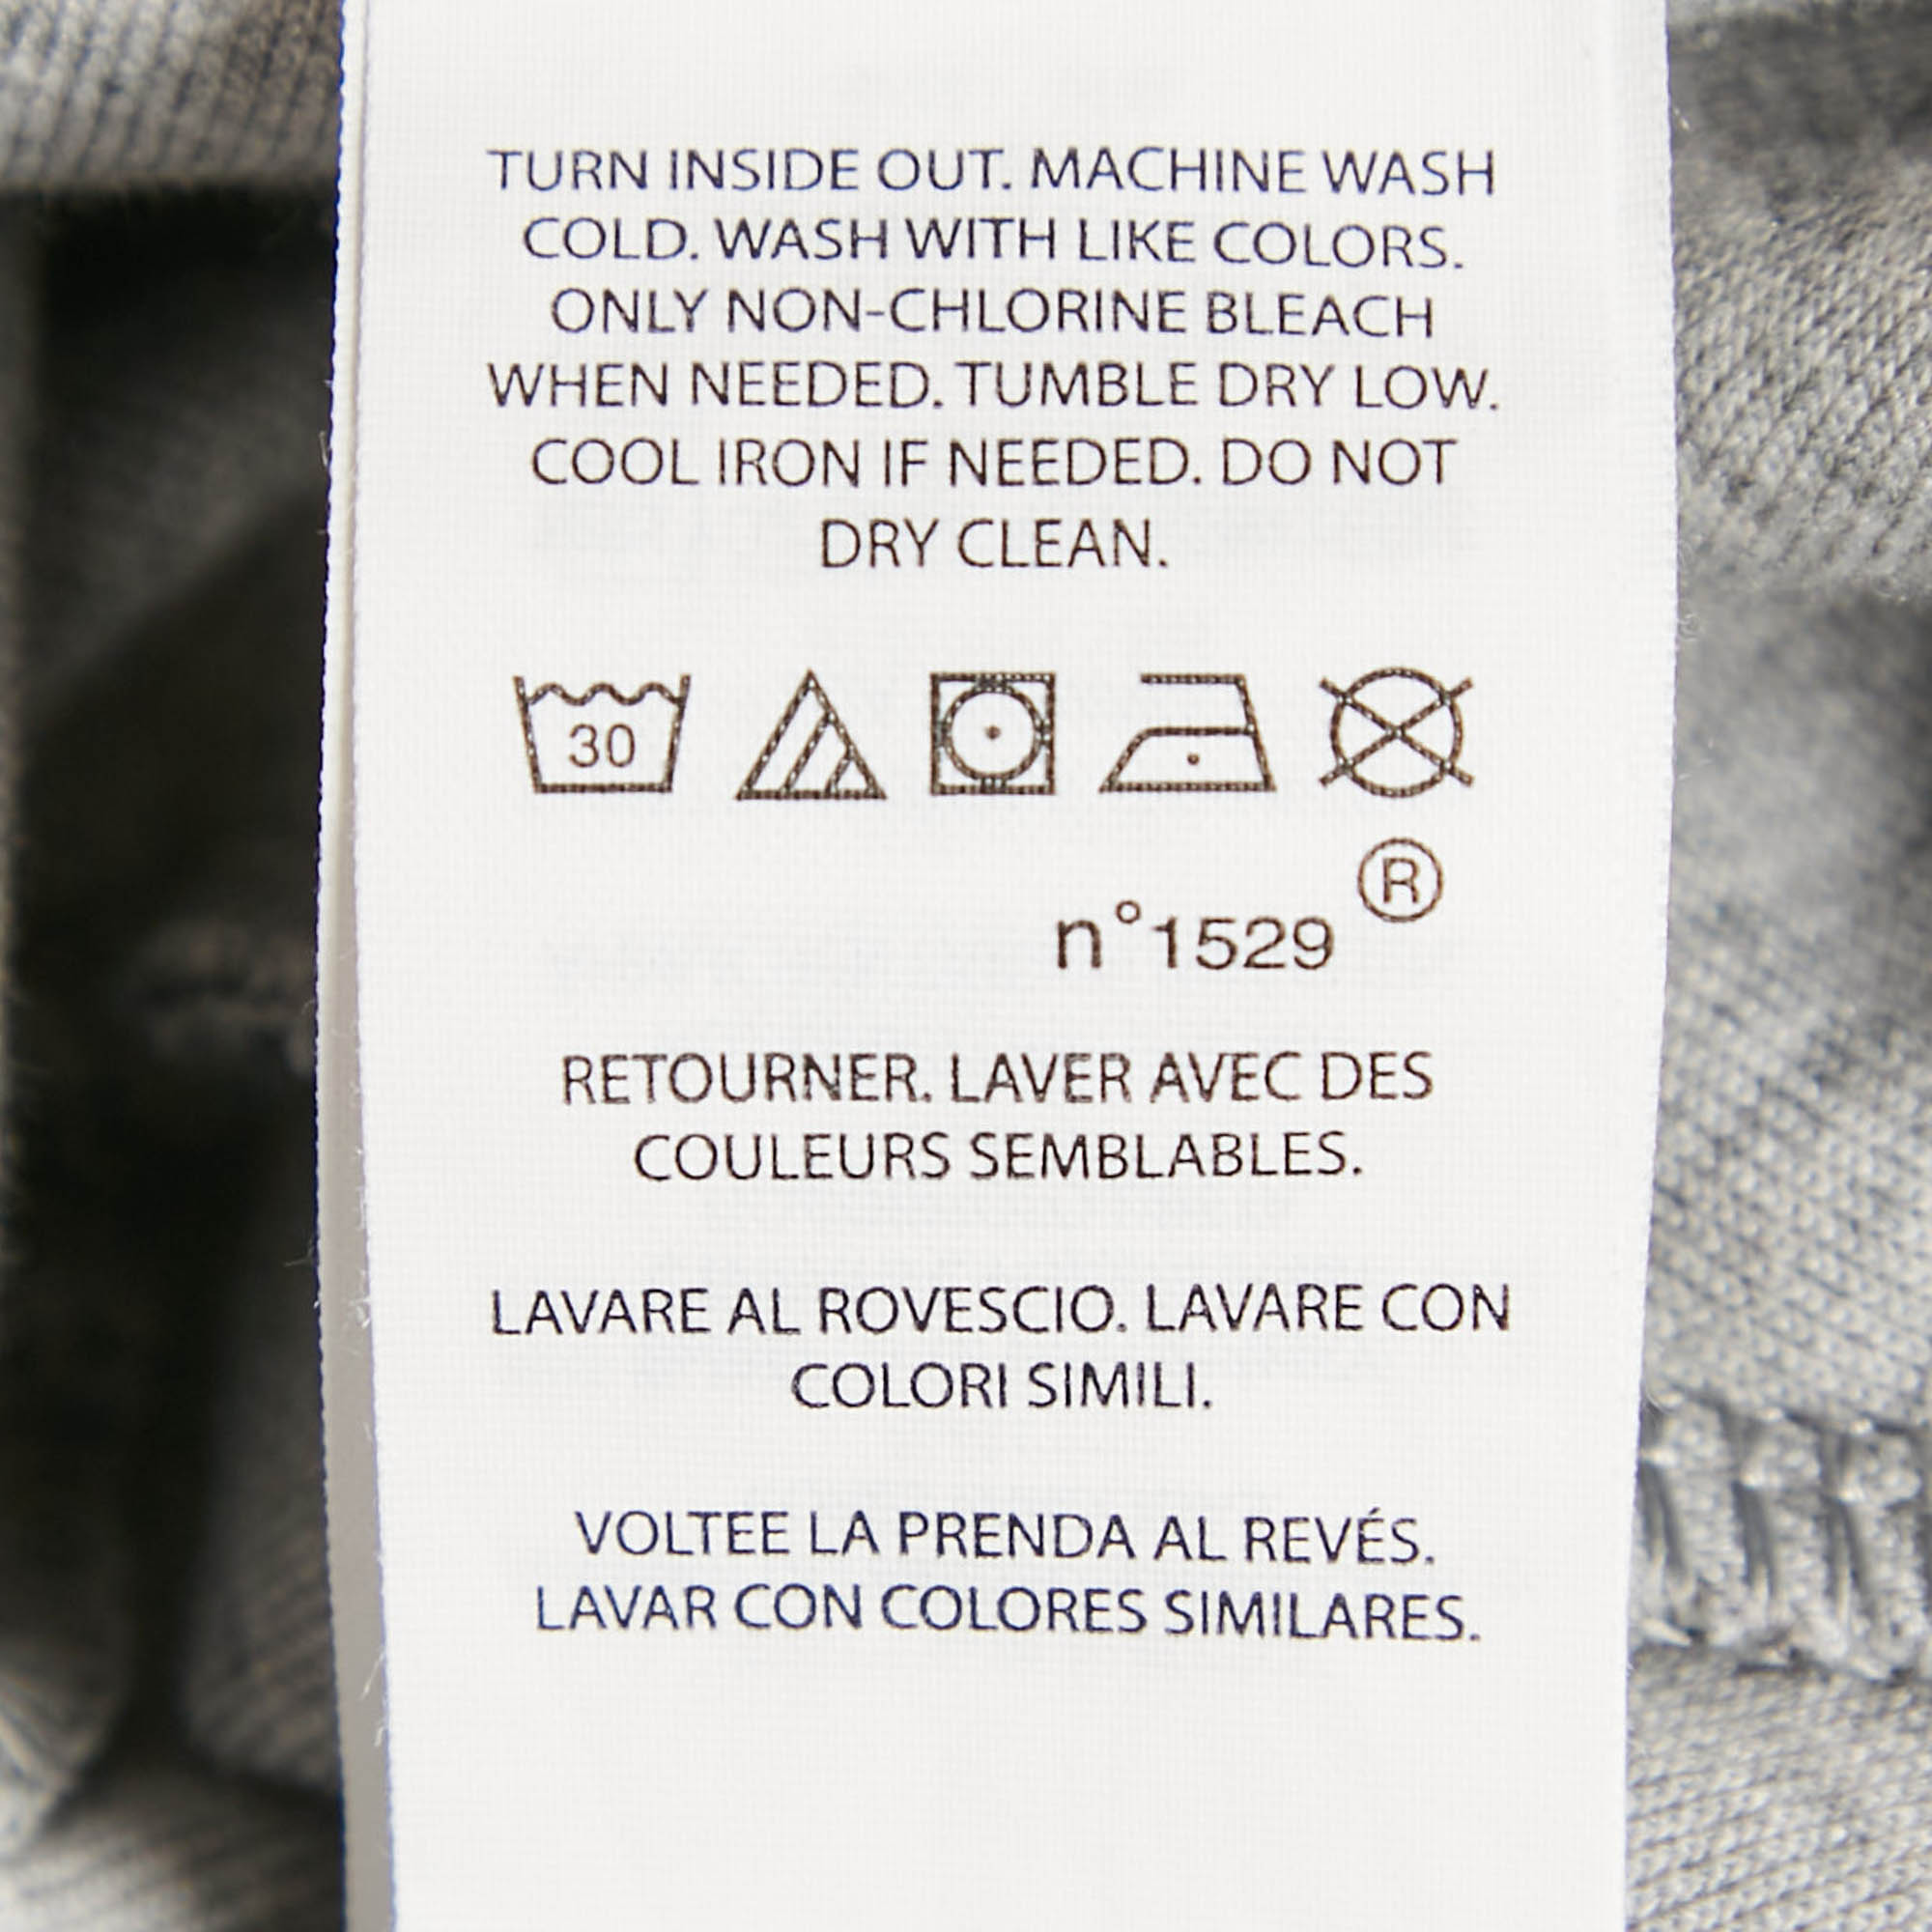 TURN INSIDE OUT. MACHINE WASH
COLD. WASH WITH LIKE COLORS.
ONLY NON-CHLORINE BLEACH
WHEN NEEDED. TUMBLE DRY LOW.
COOL IRON IF NEEDED. DO NOT
DRY CLEAN.
30
n°1529 ®
RETOURNER. LAVER AVEC DES
COULEURS SEMBLABLES.
LAVARE AL ROVESCIO. LAVARE CON
COLORI SIMILI.
VOLTEE LA PRENDA AL REVÉS.
LAVAR CON COLORES SIMILARES.